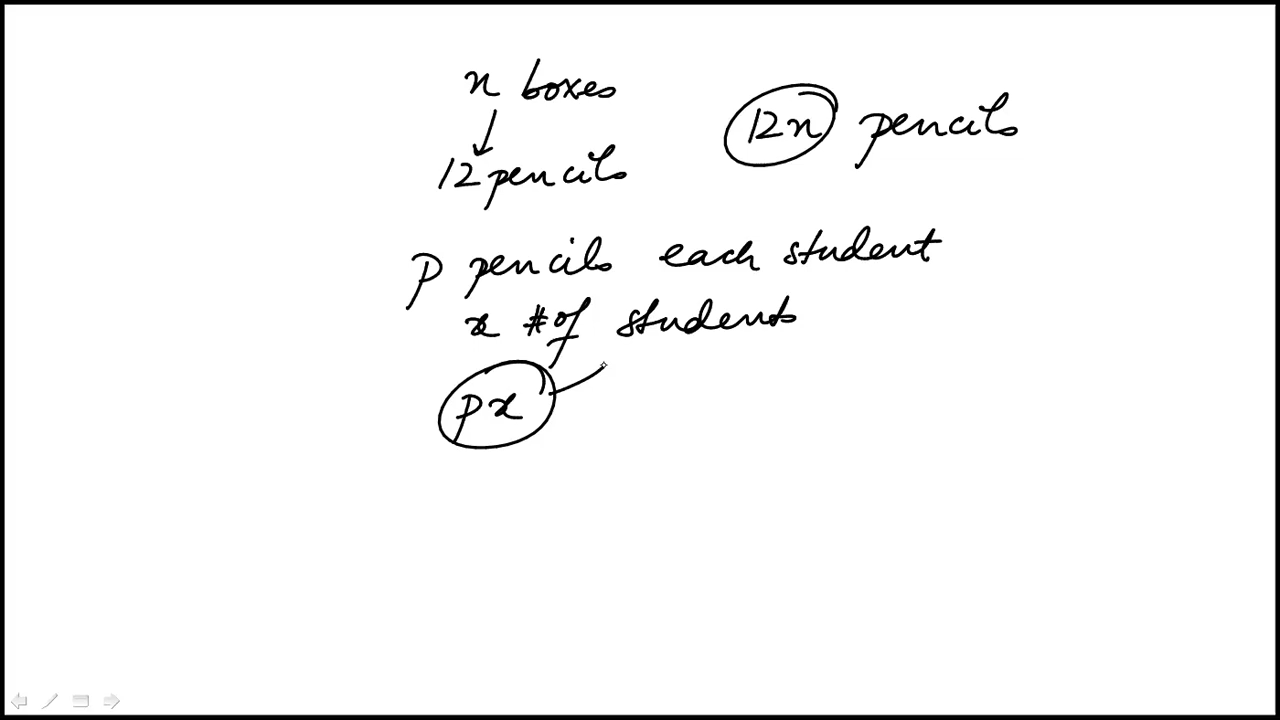 n boxes
12n pencils
12 pencils
p pencils each student
x # of students
px